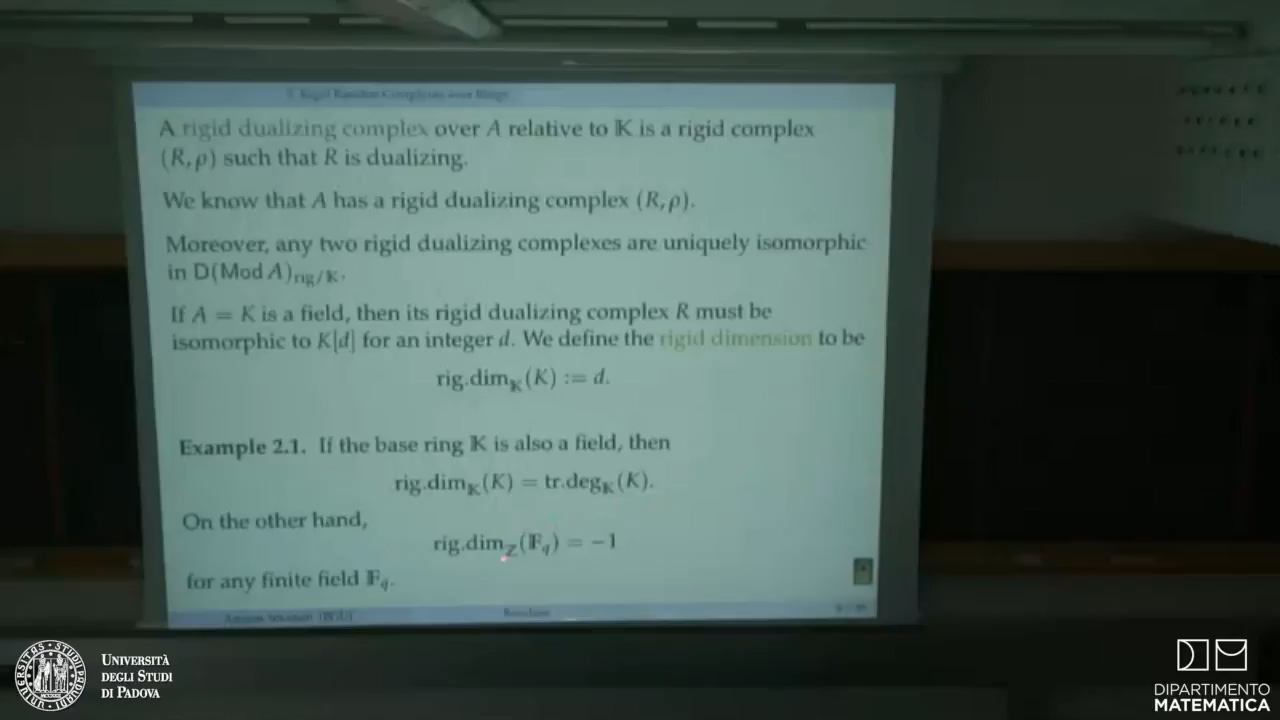 A rigid dualizing complex over A relative to 𝕂 is a rigid complex
(R, ρ) such that R is dualizing.
We know that A has a rigid dualizing complex (R, ρ).
Moreover, any two rigid dualizing complexes are uniquely isomorphic
in D(Mod A)rig/𝕂.
If A = K is a field, then its rigid dualizing complex R must be
isomorphic to K[d] for an integer d. We define the rigid dimension to be
rig.dim𝕂(K) := d.
Example 2.1. If the base ring 𝕂 is also a field, then
rig.dim𝕂(K) = tr.deg𝕂(K).
On the other hand,
rig.dimℤ(𝔽q) = −1
for any finite field 𝔽q.
UNIVERSITÀ
DEGLI STUDI
DI PADOVA
DIPARTIMENTO
MATEMATICA